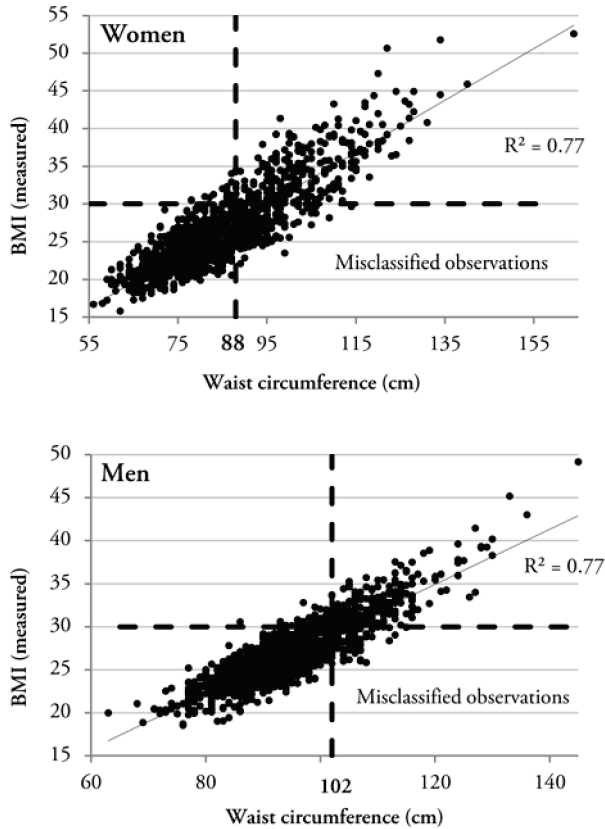 Women
55
50
45
40
35
30
25
20
15
BMI (measured)
R² = 0.77
Misclassified observations
55 75 88 95 115 135 155
Waist circumference (cm)
Men
50
45
40
35
30
25
20
15
BMI (measured)
R² = 0.77
Misclassified observations
60 80 102 120 140
Waist circumference (cm)